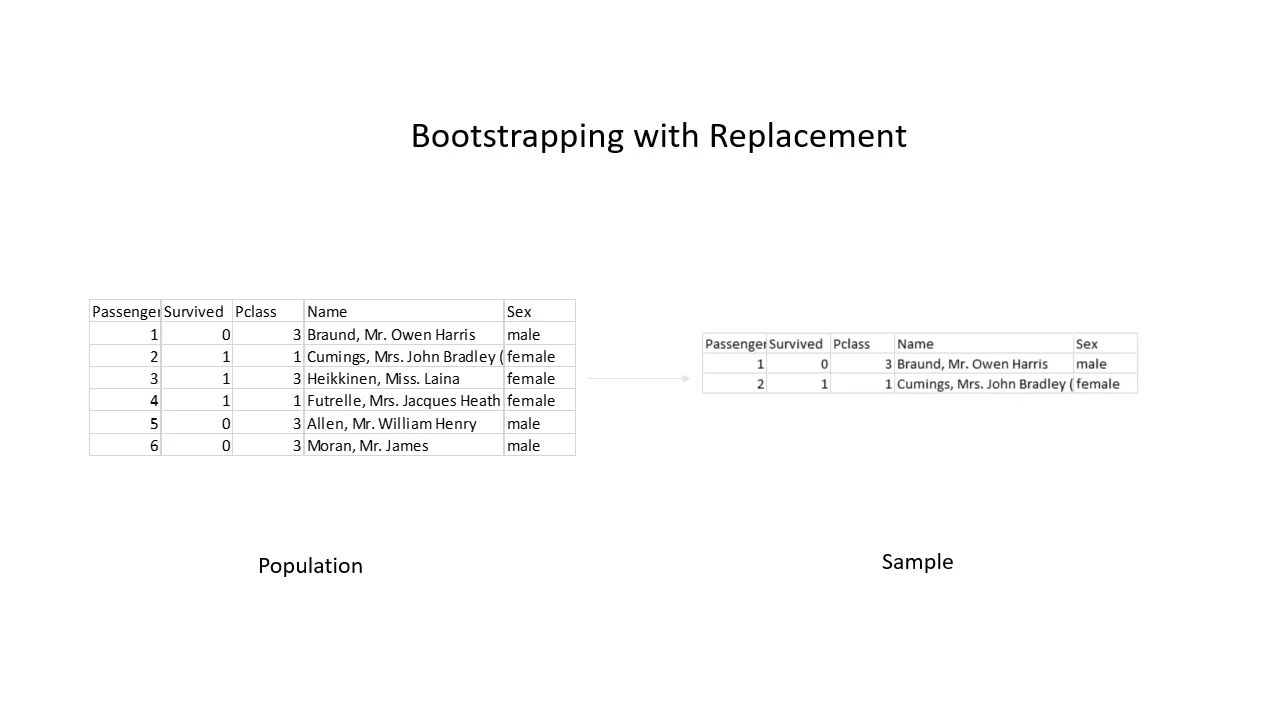 Bootstrapping with Replacement
Passenger Survived Pclass Name Sex
1 0 3 Braund, Mr. Owen Harris male
2 1 1 Cumings, Mrs. John Bradley ( female
3 1 3 Heikkinen, Miss. Laina female
4 1 1 Futrelle, Mrs. Jacques Heath female
5 0 3 Allen, Mr. William Henry male
6 0 3 Moran, Mr. James male
Passenger Survived Pclass Name Sex
1 0 3 Braund, Mr. Owen Harris male
2 1 1 Cumings, Mrs. John Bradley ( female
Population
Sample